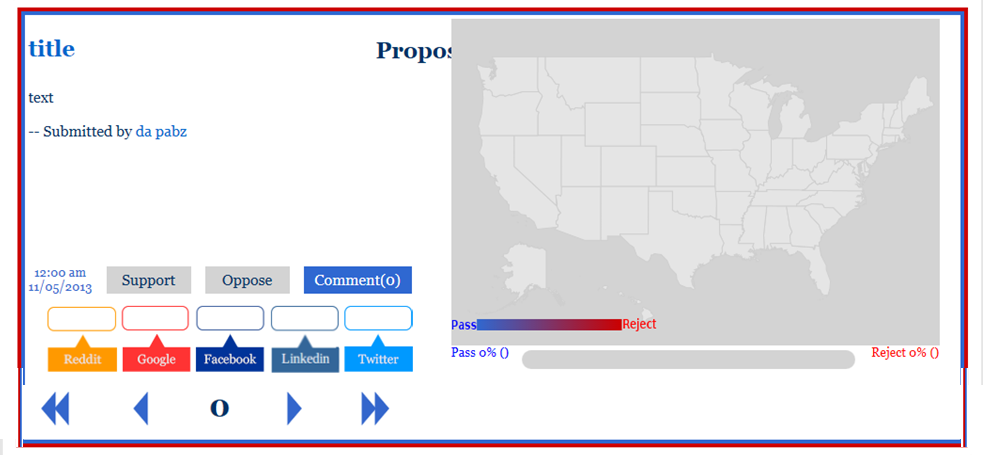 title
Propos
text
-- Submitted by da pabz
12:00 am
11/05/2013
Support
Oppose
Comment(0)
Reddit
Google
Facebook
Linkedin
Twitter
0
Pass
Reject
Pass 0% ()
Reject 0% ()